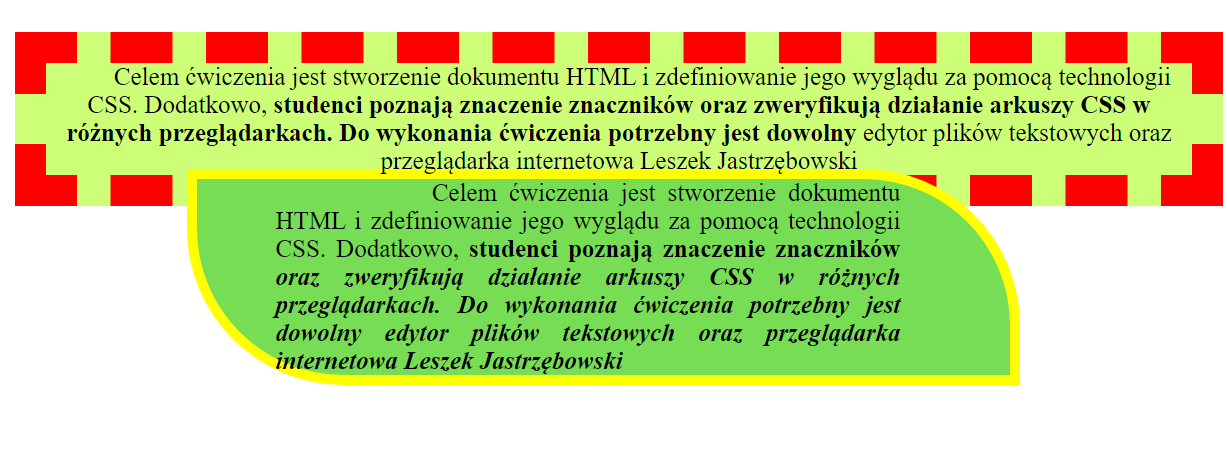 Celem ćwiczenia jest stworzenie dokumentu HTML i zdefiniowanie jego wyglądu za pomocą technologii
CSS. Dodatkowo, studenci poznają znaczenie znaczników oraz zweryfikują działanie arkuszy CSS w
różnych przeglądarkach. Do wykonania ćwiczenia potrzebny jest dowolny edytor plików tekstowych oraz
przeglądarka internetowa Leszek Jastrzębowski
Celem ćwiczenia jest stworzenie dokumentu
HTML i zdefiniowanie jego wyglądu za pomocą technologii
CSS. Dodatkowo, studenci poznają znaczenie znaczników
oraz zweryfikują działanie arkuszy CSS w różnych
przeglądarkach. Do wykonania ćwiczenia potrzebny jest
dowolny edytor plików tekstowych oraz przeglądarka
internetowa Leszek Jastrzębowski